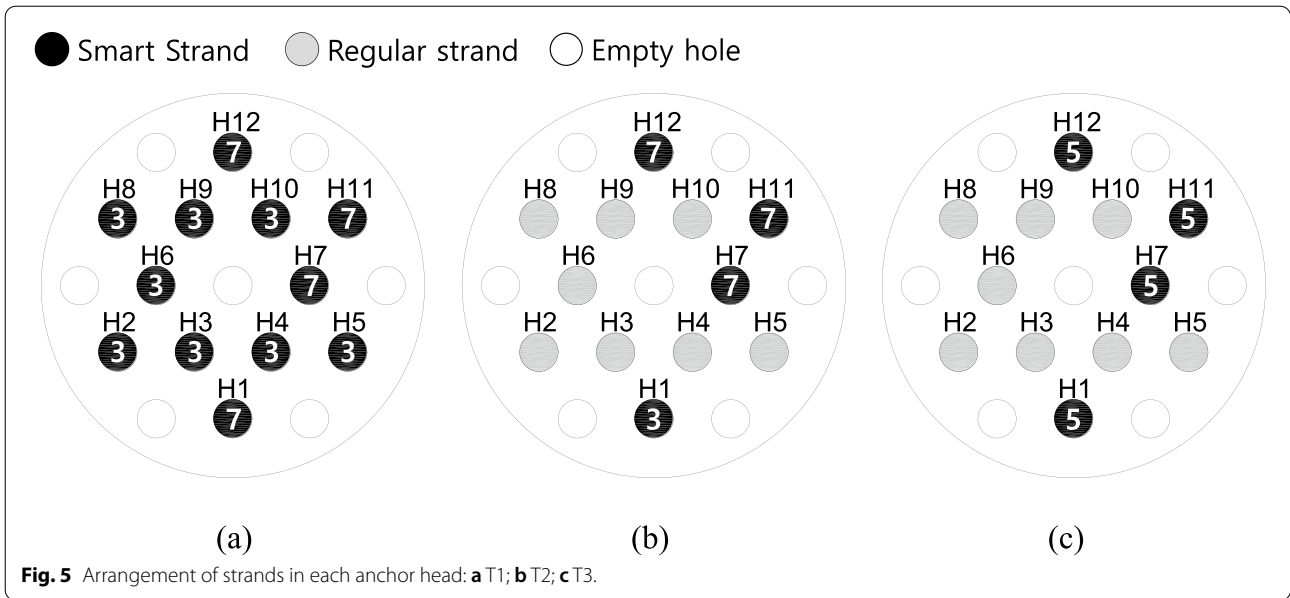 Smart Strand Regular strand Empty hole
H12 H12 H12
7 7 5
H8 H9 H10 H11 H8 H9 H10 H11 H8 H9 H10 H11
3 3 3 7 7 5
H6 H7 H6 H7 H6 H7
3 7 7 5
H2 H3 H4 H5 H2 H3 H4 H5 H2 H3 H4 H5
3 3 3 3
H1 H1 H1
7 3 5
(a) (b) (c)
Fig. 5 Arrangement of strands in each anchor head: a T1; b T2; c T3.